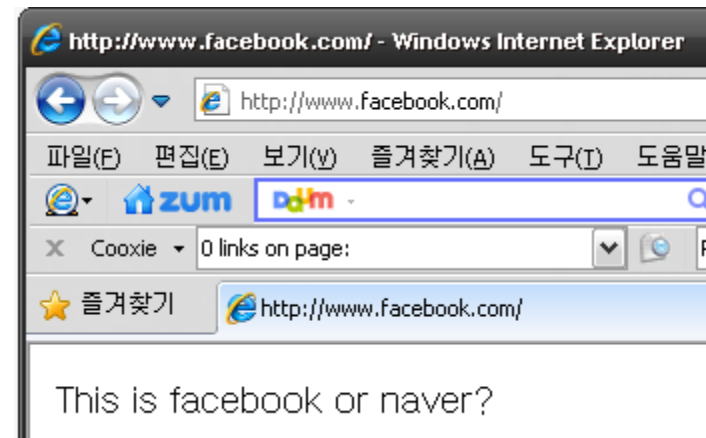 http://www.facebook.com/ - Windows Internet Explorer
http://www.facebook.com/
파일(F) 편집(E) 보기(V) 즐겨찾기(A) 도구(T) 도움말
zum Daum
X Cooxie 0 links on page:
즐겨찾기 http://www.facebook.com/
This is facebook or naver?